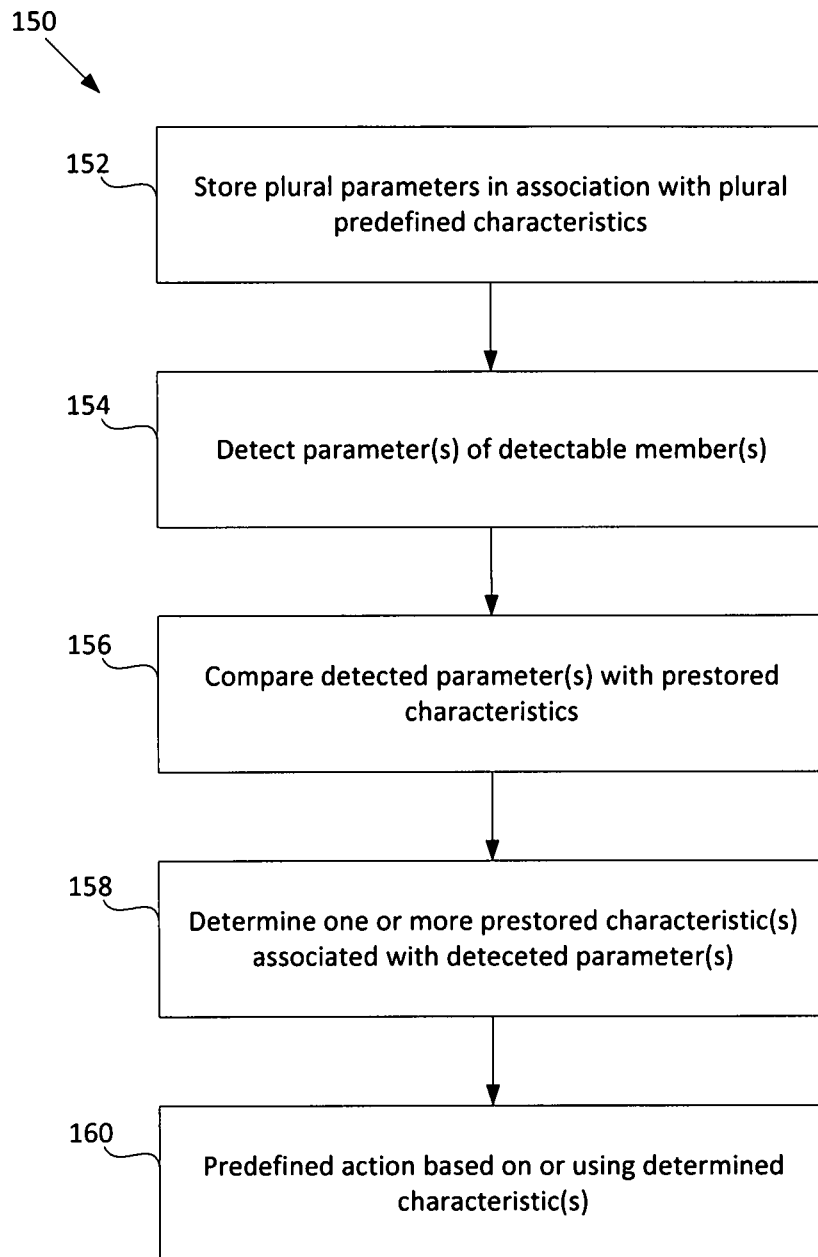 150
152
Store plural parameters in association with plural
predefined characteristics
154
Detect parameter(s) of detectable member(s)
156
Compare detected parameter(s) with prestored
characteristics
158
Determine one or more prestored characteristic(s)
associated with deteceted parameter(s)
160
Predefined action based on or using determined
characteristic(s)